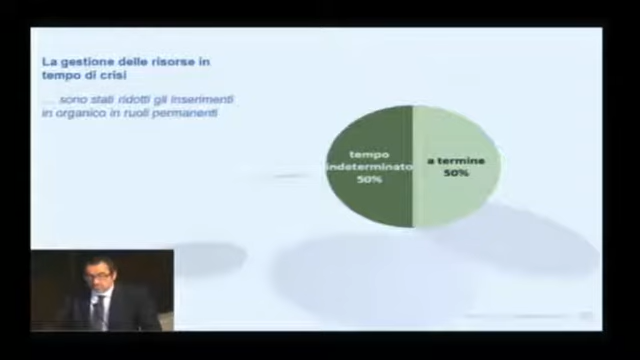 La gestione delle risorse in
tempo di crisi
... sono stati ridotti gli inserimenti
in organico in ruoli permanenti
tempo
indeterminato
50%
a termine
50%